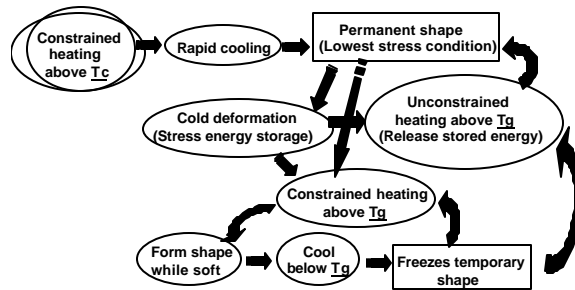 Constrained
heating
above Tc
Rapid cooling
Permanent shape
(Lowest stress condition)
Cold deformation
(Stress energy storage)
Unconstrained
heating above Tg
(Release stored energy)
Constrained heating
above Tg
Form shape
while soft
Cool
below Tg
Freezes temporary
shape